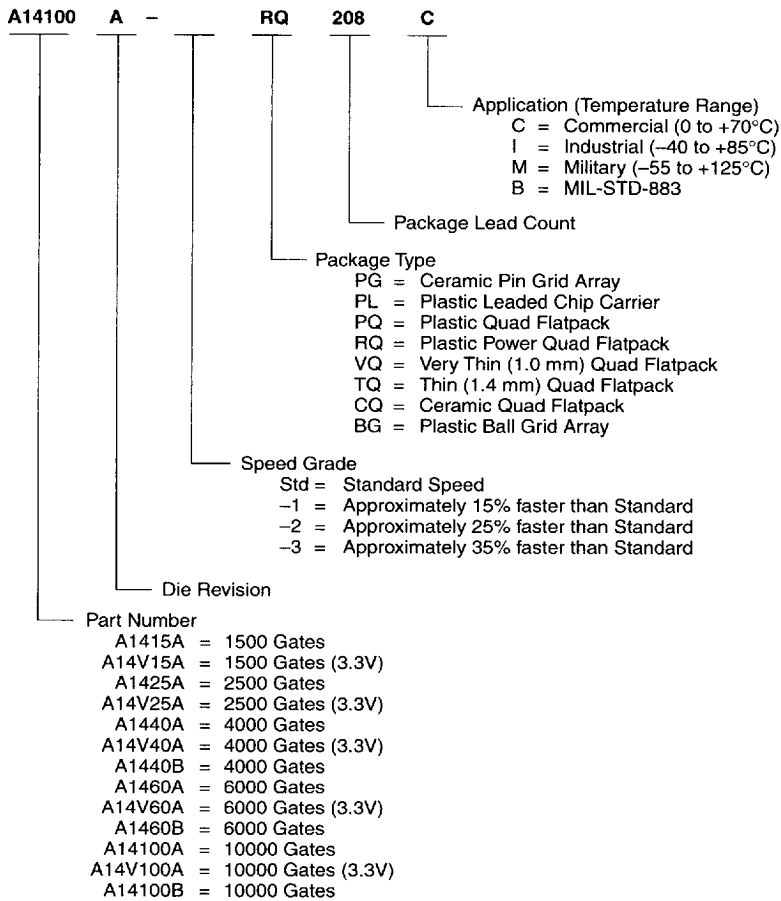 A14100 A – RQ 208 C
Application (Temperature Range)
C = Commercial (0 to +70°C)
I = Industrial (–40 to +85°C)
M = Military (–55 to +125°C)
B = MIL-STD-883
Package Lead Count
Package Type
PG = Ceramic Pin Grid Array
PL = Plastic Leaded Chip Carrier
PQ = Plastic Quad Flatpack
RQ = Plastic Power Quad Flatpack
VQ = Very Thin (1.0 mm) Quad Flatpack
TQ = Thin (1.4 mm) Quad Flatpack
CQ = Ceramic Quad Flatpack
BG = Plastic Ball Grid Array
Speed Grade
Std = Standard Speed
–1 = Approximately 15% faster than Standard
–2 = Approximately 25% faster than Standard
–3 = Approximately 35% faster than Standard
Die Revision
Part Number
A1415A = 1500 Gates
A14V15A = 1500 Gates (3.3V)
A1425A = 2500 Gates
A14V25A = 2500 Gates (3.3V)
A1440A = 4000 Gates
A14V40A = 4000 Gates (3.3V)
A1440B = 4000 Gates
A1460A = 6000 Gates
A14V60A = 6000 Gates (3.3V)
A1460B = 6000 Gates
A14100A = 10000 Gates
A14V100A = 10000 Gates (3.3V)
A14100B = 10000 Gates